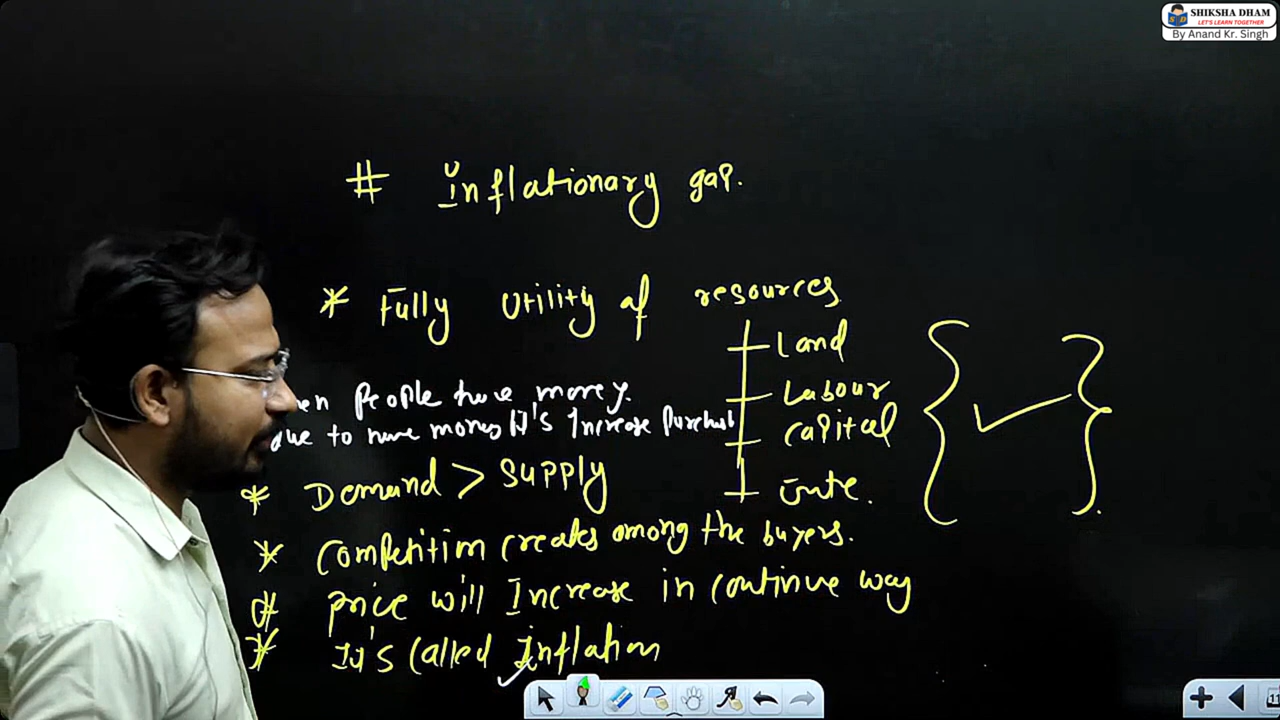 SHIKSHA DHAM
LET'S LEARN TOGETHER
By Anand Kr. Singh
# Inflationary gap.
* Fully Utility of resources
Land
Labour
Capital
People have money.
due to have money It's Increase
* Demand > Supply
* Competition creates among the buyers.
# Price will Increase in continue way
* It's Called Inflation